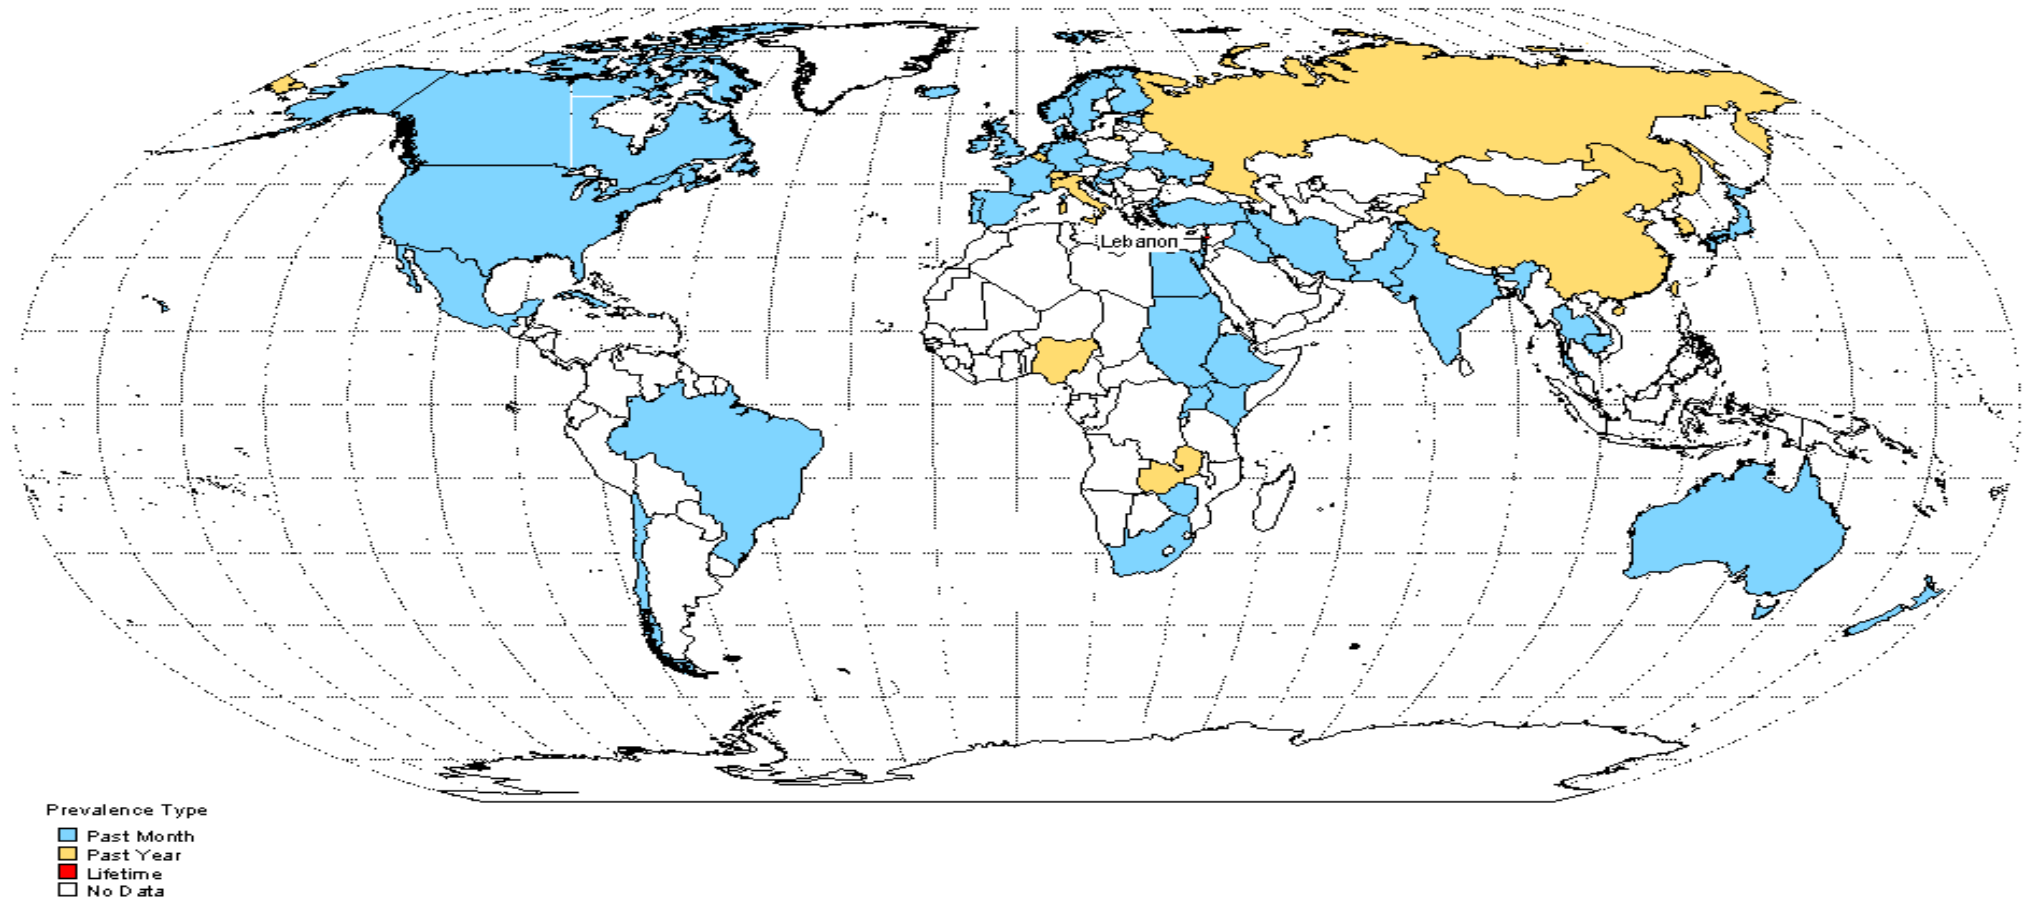 Lebanon
Prevalence Type
Past Month
Past Year
Lifetime
No Data